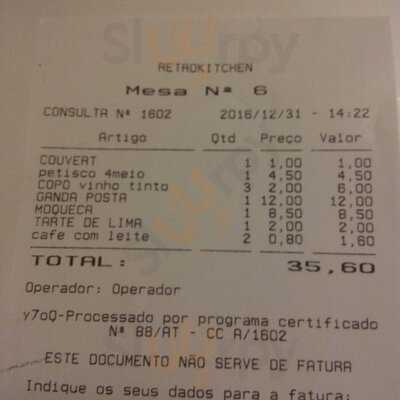 Sluurpy
RETROKITCHEN
Mesa Nª 6
CONSULTA Nª 1602 2016/12/31 - 14:22
Artigo Qtd Preço Valor
COUVERT 1 1,00 1,00
petisco 4meio 1 4,50 4,50
COPO vinho tinto 3 2,00 6,00
GANDA POSTA 1 12,00 12,00
MOQUECA 1 8,50 8,50
TARTE DE LIMA 1 2,00 2,00
cafe com leite 2 0,80 1,60
TOTAL: 35,60
Operador: Operador
y7oQ-Processado por programa certificado
Nª 88/AT - CC A/1602
ESTE DOCUMENTO NÃO SERVE DE FATURA
Indique os seus dados para a fatura: